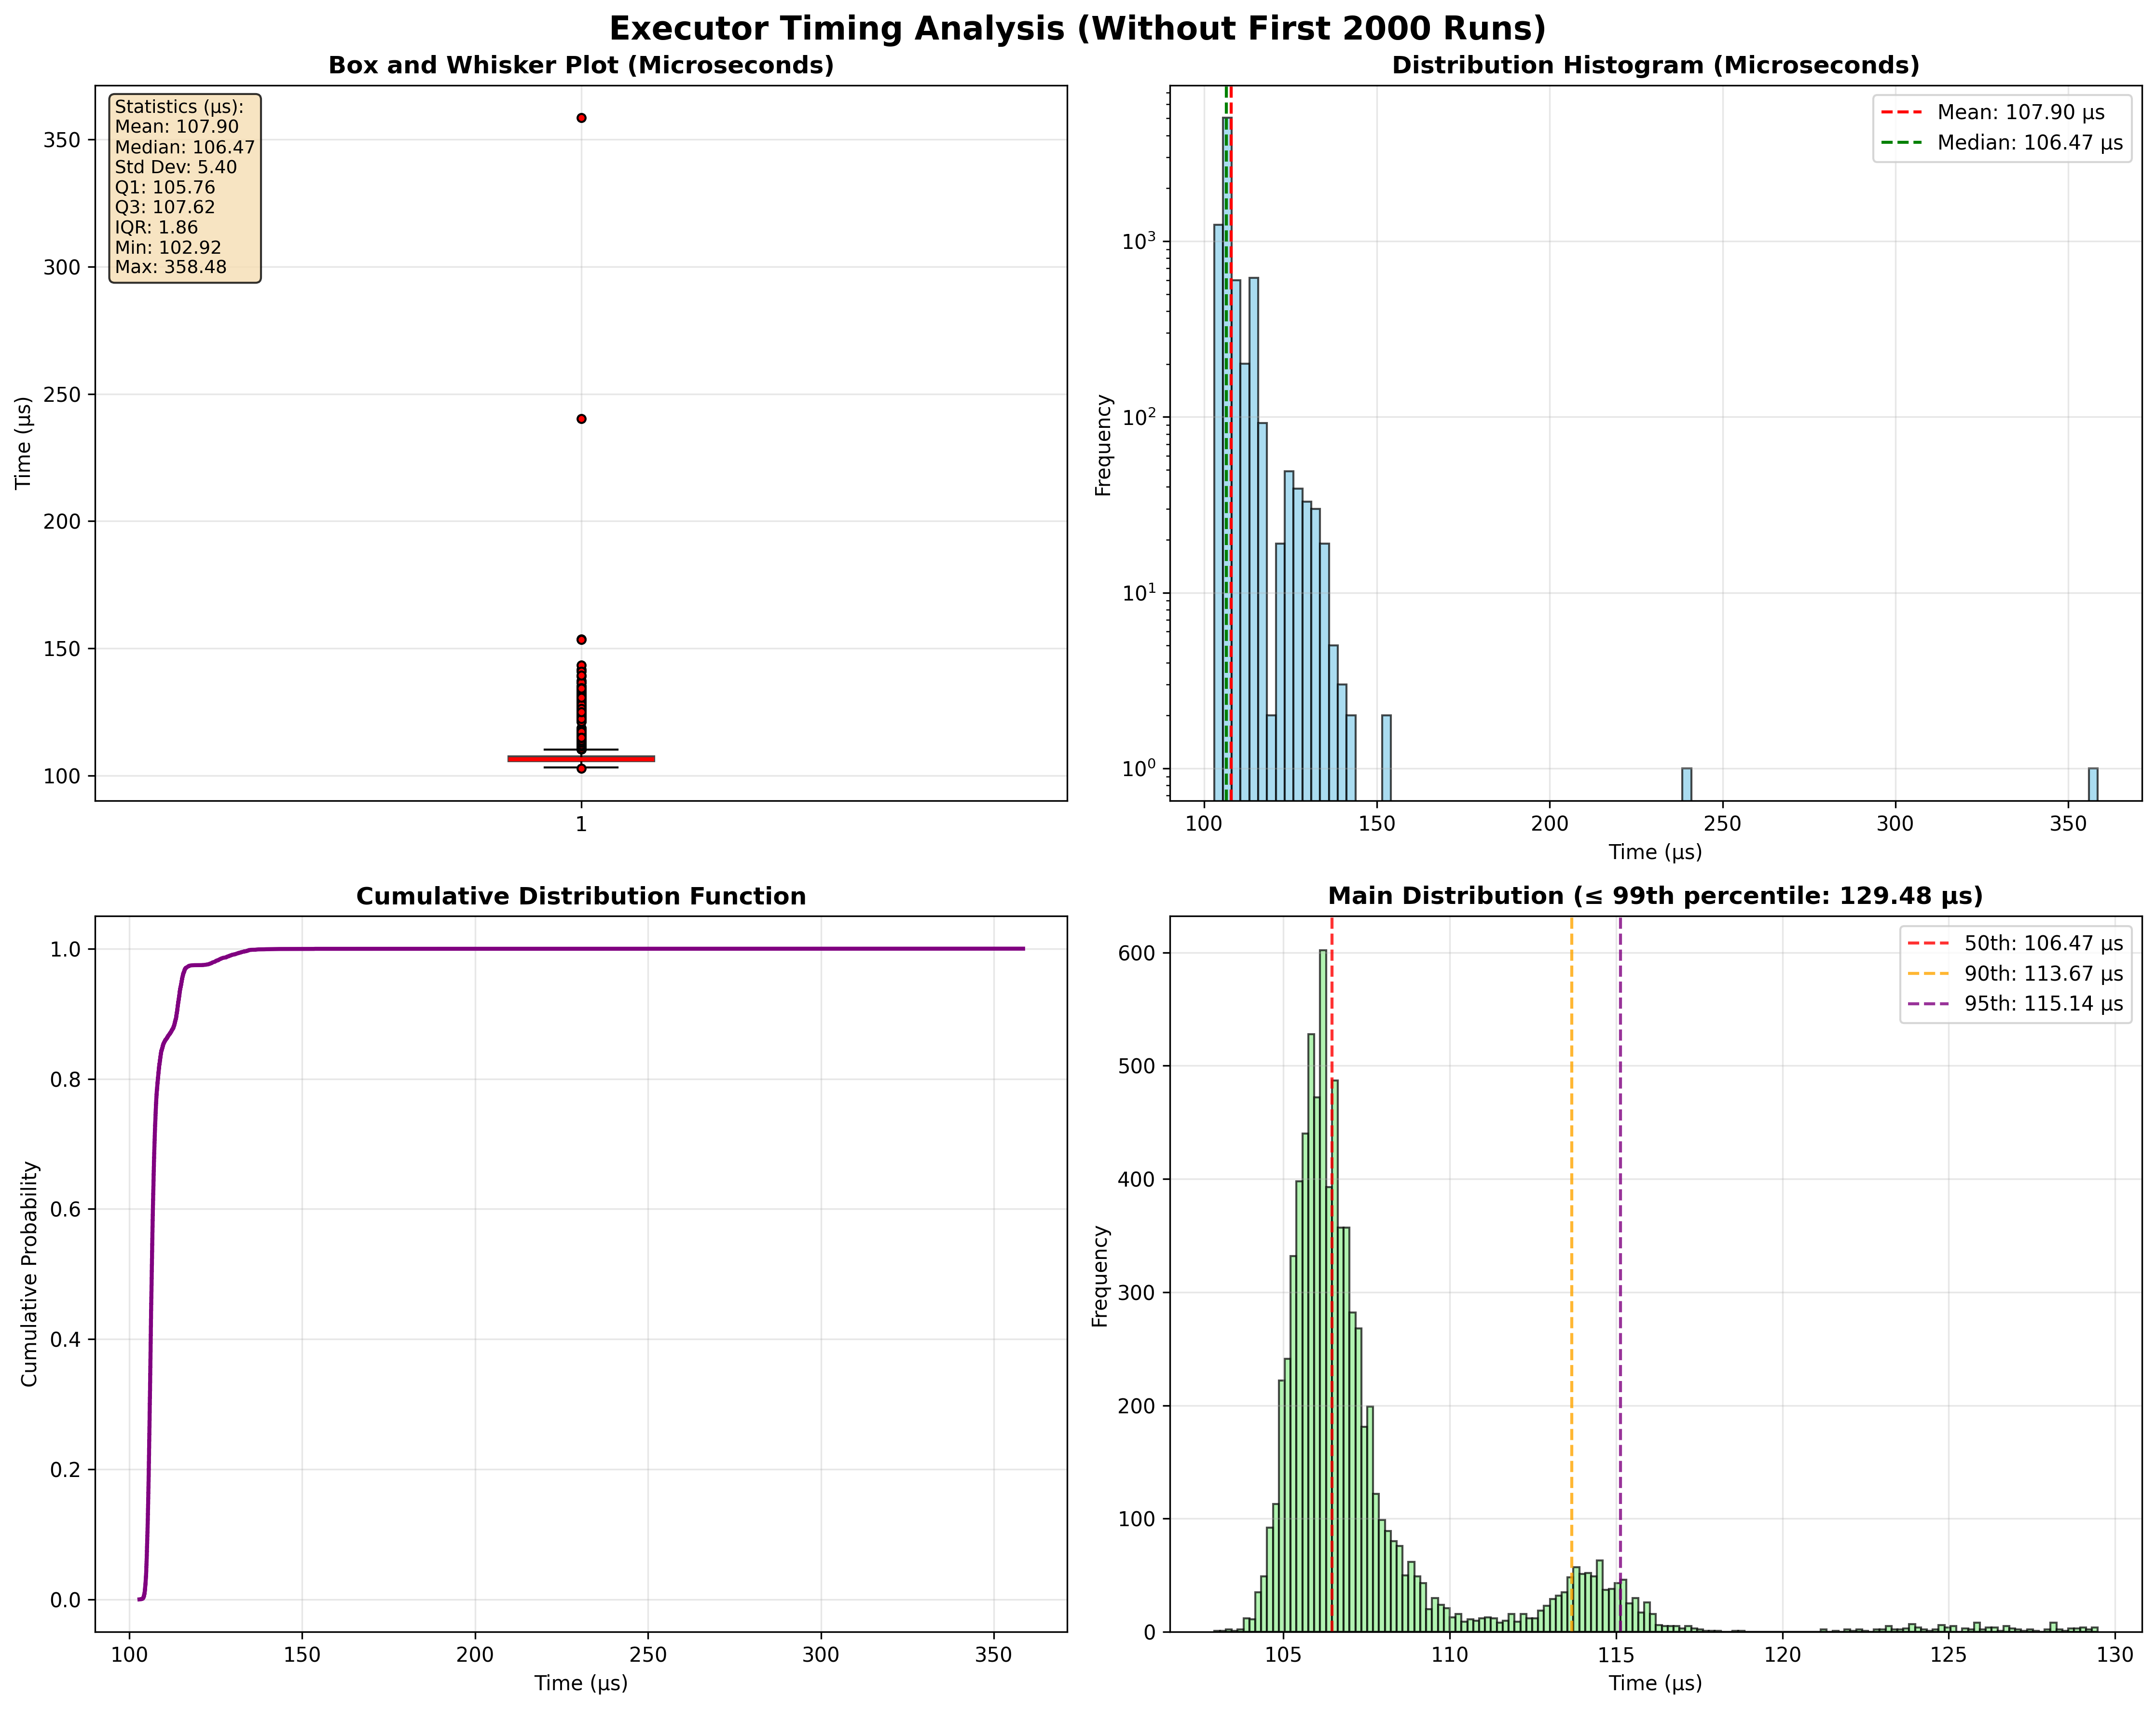 Executor Timing Analysis (Without First 2000 Runs)
Box and Whisker Plot (Microseconds)
Statistics (µs):
Mean: 107.90
Median: 106.47
Std Dev: 5.40
Q1: 105.76
Q3: 107.62
IQR: 1.86
Min: 102.92
Max: 358.48
350
300
250
200
150
100
Time (µs)
1
Distribution Histogram (Microseconds)
Mean: 107.90 µs
Median: 106.47 µs
10³
10²
10¹
10⁰
Frequency
100 150 200 250 300 350
Time (µs)
Cumulative Distribution Function
1.0
0.8
0.6
0.4
0.2
0.0
Cumulative Probability
100 150 200 250 300 350
Time (µs)
Main Distribution (≤ 99th percentile: 129.48 µs)
50th: 106.47 µs
90th: 113.67 µs
95th: 115.14 µs
600
500
400
300
200
100
0
Frequency
105 110 115 120 125 130
Time (µs)